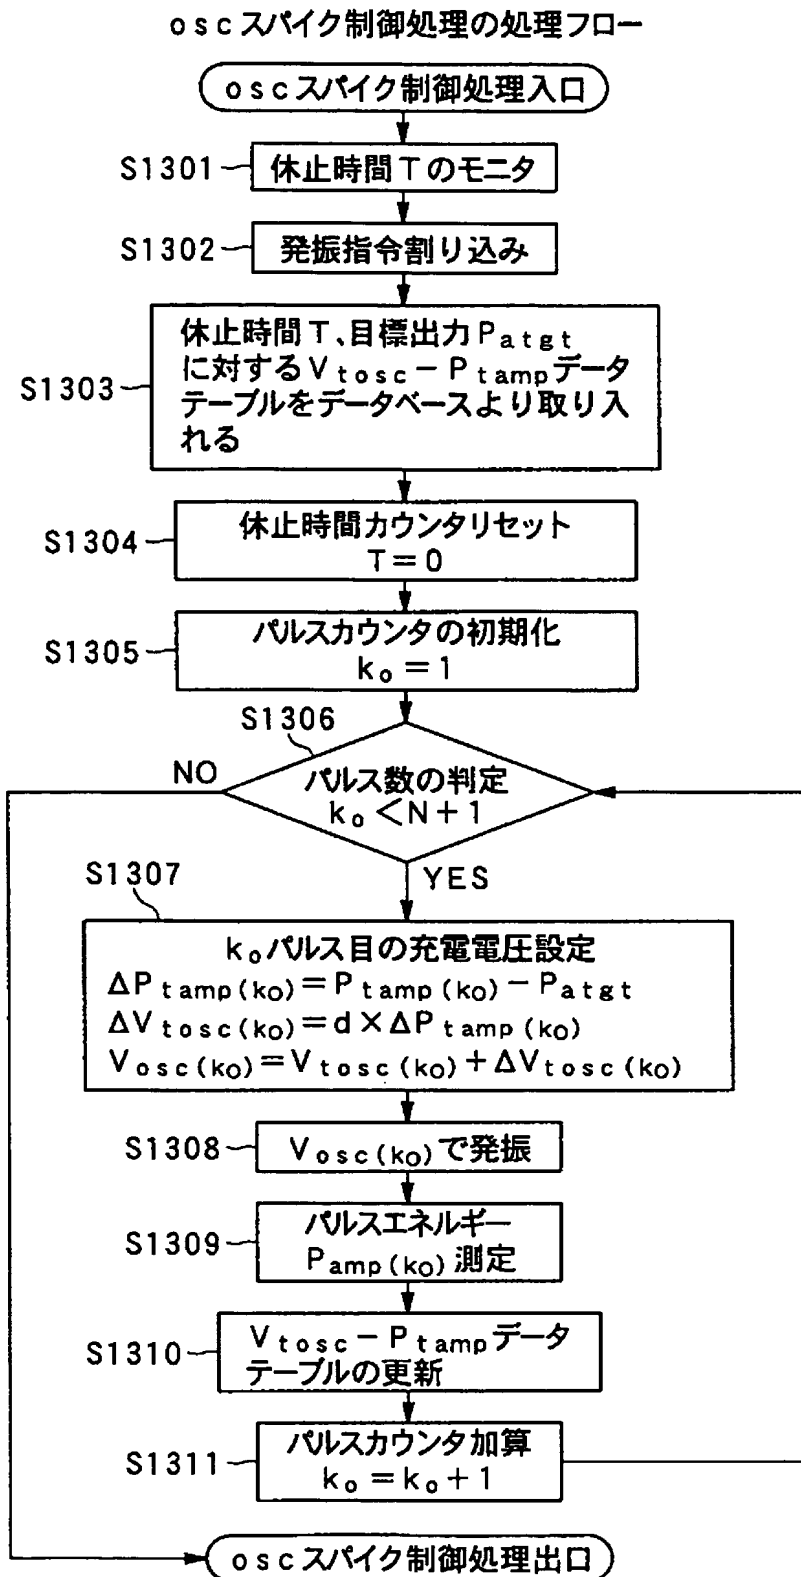 oscスパイク制御処理の処理フロー
oscスパイク制御処理入口
S1301
休止時間Tのモニタ
S1302
発振指令割り込み
S1303
休止時間T、目標出力Patgt
に対するVtosc－Ptampデータ
テーブルをデータベースより取り入
れる
S1304
休止時間カウンタリセット
T＝0
S1305
パルスカウンタの初期化
ko＝1
S1306
NO
パルス数の判定
ko＜N＋1
YES
S1307
koパルス目の充電電圧設定
ΔPtamp(ko)＝Ptamp(ko)－Patgt
ΔVtosc(ko)＝d×ΔPtamp(ko)
Vosc(ko)＝Vtosc(ko)＋ΔVtosc(ko)
S1308
Vosc(ko)で発振
S1309
パルスエネルギー
Pamp(ko)測定
S1310
Vtosc－Ptampデータ
テーブルの更新
S1311
パルスカウンタ加算
ko＝ko＋1
oscスパイク制御処理出口